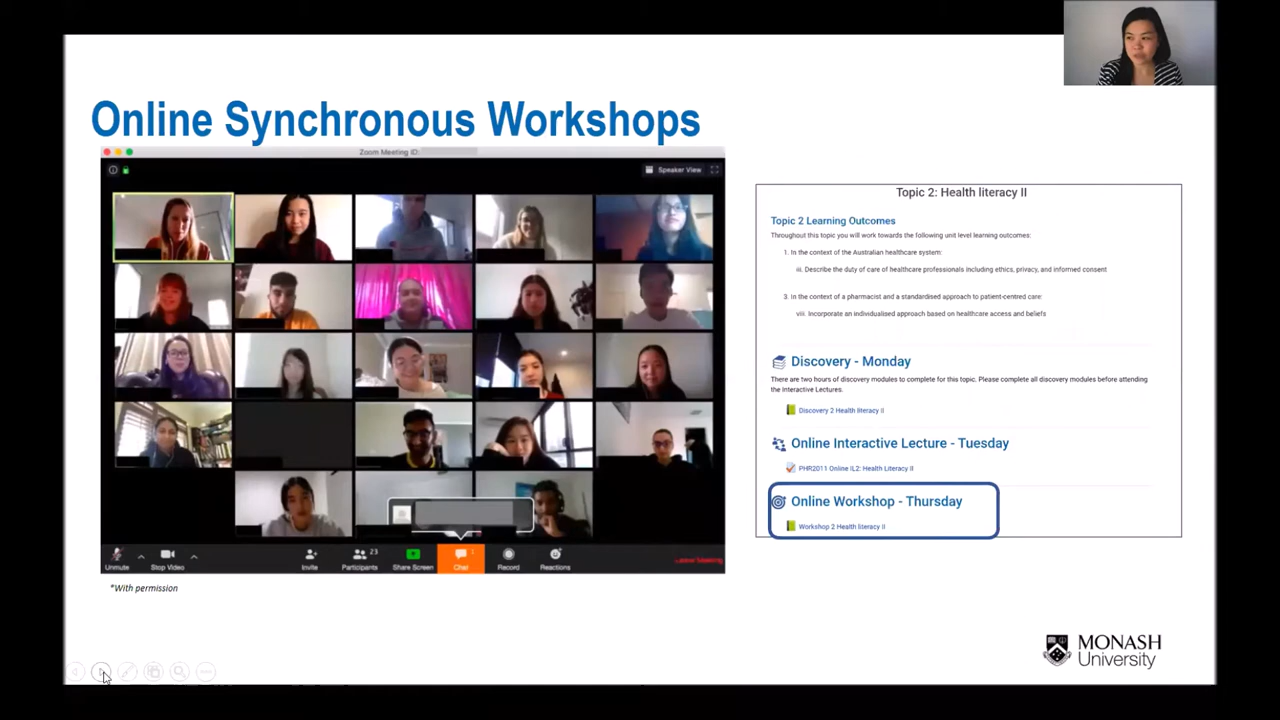 Online Synchronous Workshops
Zoom Meeting ID:
Speaker View
Unmute
Stop Video
Invite
23
Participants
Share Screen
1
Chat
Record
Reactions
*With permission
Topic 2: Health literacy II
Topic 2 Learning Outcomes
Throughout this topic you will work towards the following unit level learning outcomes:
1. In the context of the Australian healthcare system:
iii. Describe the duty of care of healthcare professionals including ethics, privacy, and informed consent
3. In the context of a pharmacist and a standardised approach to patient-centred care:
viii. Incorporate an individualised approach based on healthcare access and beliefs
Discovery - Monday
There are two hours of discovery modules to complete for this topic. Please complete all discovery modules before attending
the Interactive Lectures.
Discovery 2 Health literacy II
Online Interactive Lecture - Tuesday
PHR2011 Online IL2: Health Literacy II
Online Workshop - Thursday
Workshop 2 Health literacy II
MONASH
University